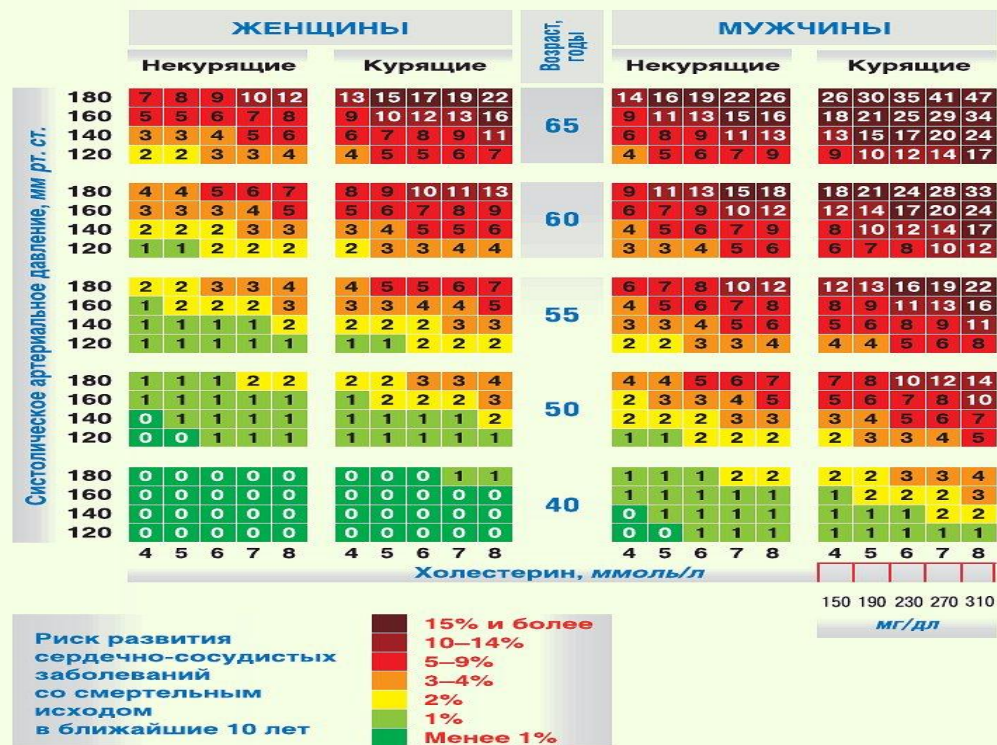 ЖЕНЩИНЫ
Возраст, годы
МУЖЧИНЫ
Некурящие Курящие Некурящие Курящие
Систолическое артериальное давление, мм рт. ст.
180 7 8 9 10 12 13 15 17 19 22 14 16 19 22 26 26 30 35 41 47
160 5 5 6 7 8 9 10 12 13 16 9 11 13 15 16 18 21 25 29 34
65
140 3 3 4 5 6 6 7 8 9 11 6 8 9 11 13 13 15 17 20 24
120 2 2 3 3 4 4 5 5 6 7 4 5 6 7 9 9 10 12 14 17
180 4 4 5 6 7 8 9 10 11 13 9 11 13 15 18 18 21 24 28 33
160 3 3 3 4 5 5 6 7 8 9 6 7 9 10 12 12 14 17 20 24
60
140 2 2 2 3 3 3 4 5 5 6 4 5 6 7 9 8 10 12 14 17
120 1 1 2 2 2 2 3 3 4 4 3 3 4 5 6 6 7 8 10 12
180 2 2 3 3 4 4 5 5 6 7 6 7 8 10 12 12 13 16 19 22
160 1 2 2 2 3 3 3 4 4 5 4 5 6 7 8 8 9 11 13 16
55
140 1 1 1 1 2 2 2 2 3 3 3 3 4 5 6 5 6 8 9 11
120 1 1 1 1 1 1 1 2 2 2 2 2 3 3 4 4 4 5 6 8
180 1 1 1 2 2 2 2 3 3 4 4 4 5 6 7 7 8 10 12 14
160 1 1 1 1 1 1 2 2 2 3 2 3 3 4 5 5 6 7 8 10
50
140 0 1 1 1 1 1 1 1 1 2 2 2 2 3 3 3 4 5 6 7
120 0 0 1 1 1 1 1 1 1 1 1 1 2 2 2 2 3 3 4 5
180 0 0 0 0 0 0 0 0 1 1 1 1 1 2 2 2 2 3 3 4
160 0 0 0 0 0 0 0 0 0 0 1 1 1 1 1 1 2 2 2 3
40
140 0 0 0 0 0 0 0 0 0 0 0 1 1 1 1 1 1 1 2 2
120 0 0 0 0 0 0 0 0 0 0 0 0 1 1 1 1 1 1 1 1
4 5 6 7 8 4 5 6 7 8 4 5 6 7 8 4 5 6 7 8
Холестерин, ммоль/л
150 190 230 270 310
мг/дл
Риск развития
сердечно-сосудистых
заболеваний
со смертельным
исходом
в ближайшие 10 лет
15% и более
10–14%
5–9%
3–4%
2%
1%
Менее 1%